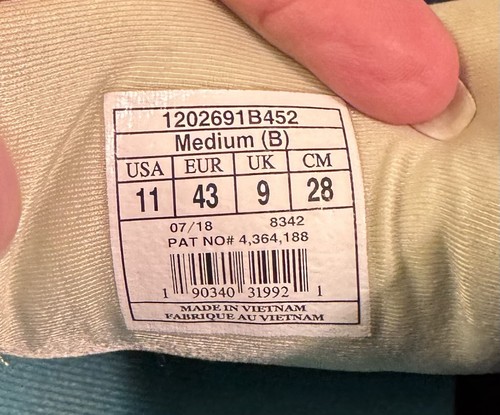 1202691B452
Medium (B)
USA EUR UK CM
11 43 9 28
07/18 8342
PAT NO# 4,364,188
1 90340 31992 1
MADE IN VIETNAM
FABRIQUE AU VIETNAM